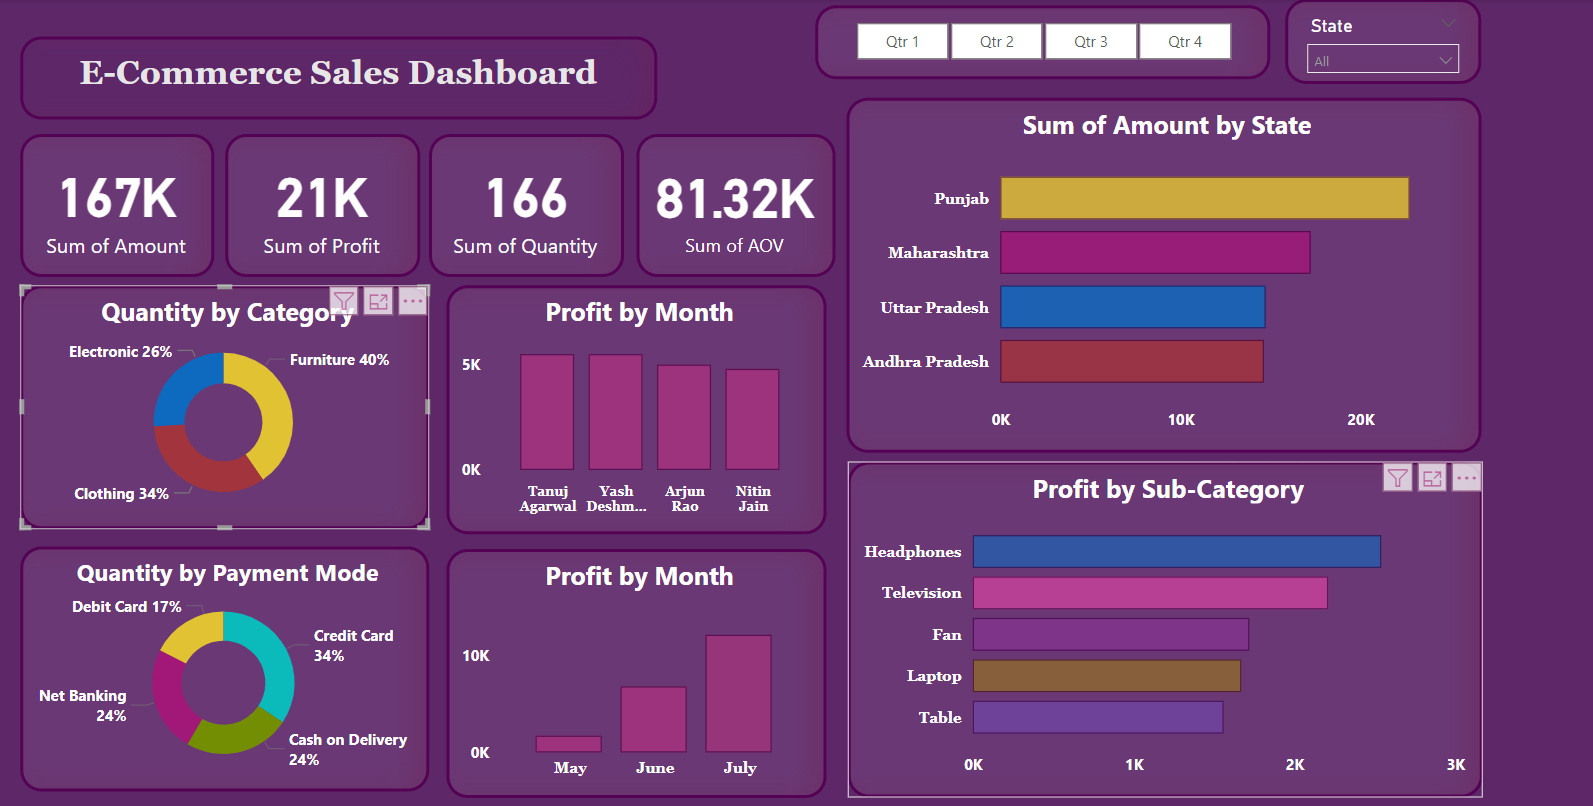 E-Commerce Sales Dashboard
Qtr 1
Qtr 2
Qtr 3
Qtr 4
State
All
167K
Sum of Amount
21K
Sum of Profit
166
Sum of Quantity
81.32K
Sum of AOV
Sum of Amount by State
Punjab
Maharashtra
Uttar Pradesh
Andhra Pradesh
0K
10K
20K
Quantity by Category
Electronic 26%
Furniture 40%
Clothing 34%
Profit by Month
5K
0K
Tanuj
Agarwal
Yash
Deshm...
Arjun
Rao
Nitin
Jain
Quantity by Payment Mode
Debit Card 17%
Credit Card
34%
Net Banking
24%
Cash on Delivery
24%
Profit by Month
10K
0K
May
June
July
Profit by Sub-Category
Headphones
Television
Fan
Laptop
Table
0K
1K
2K
3K